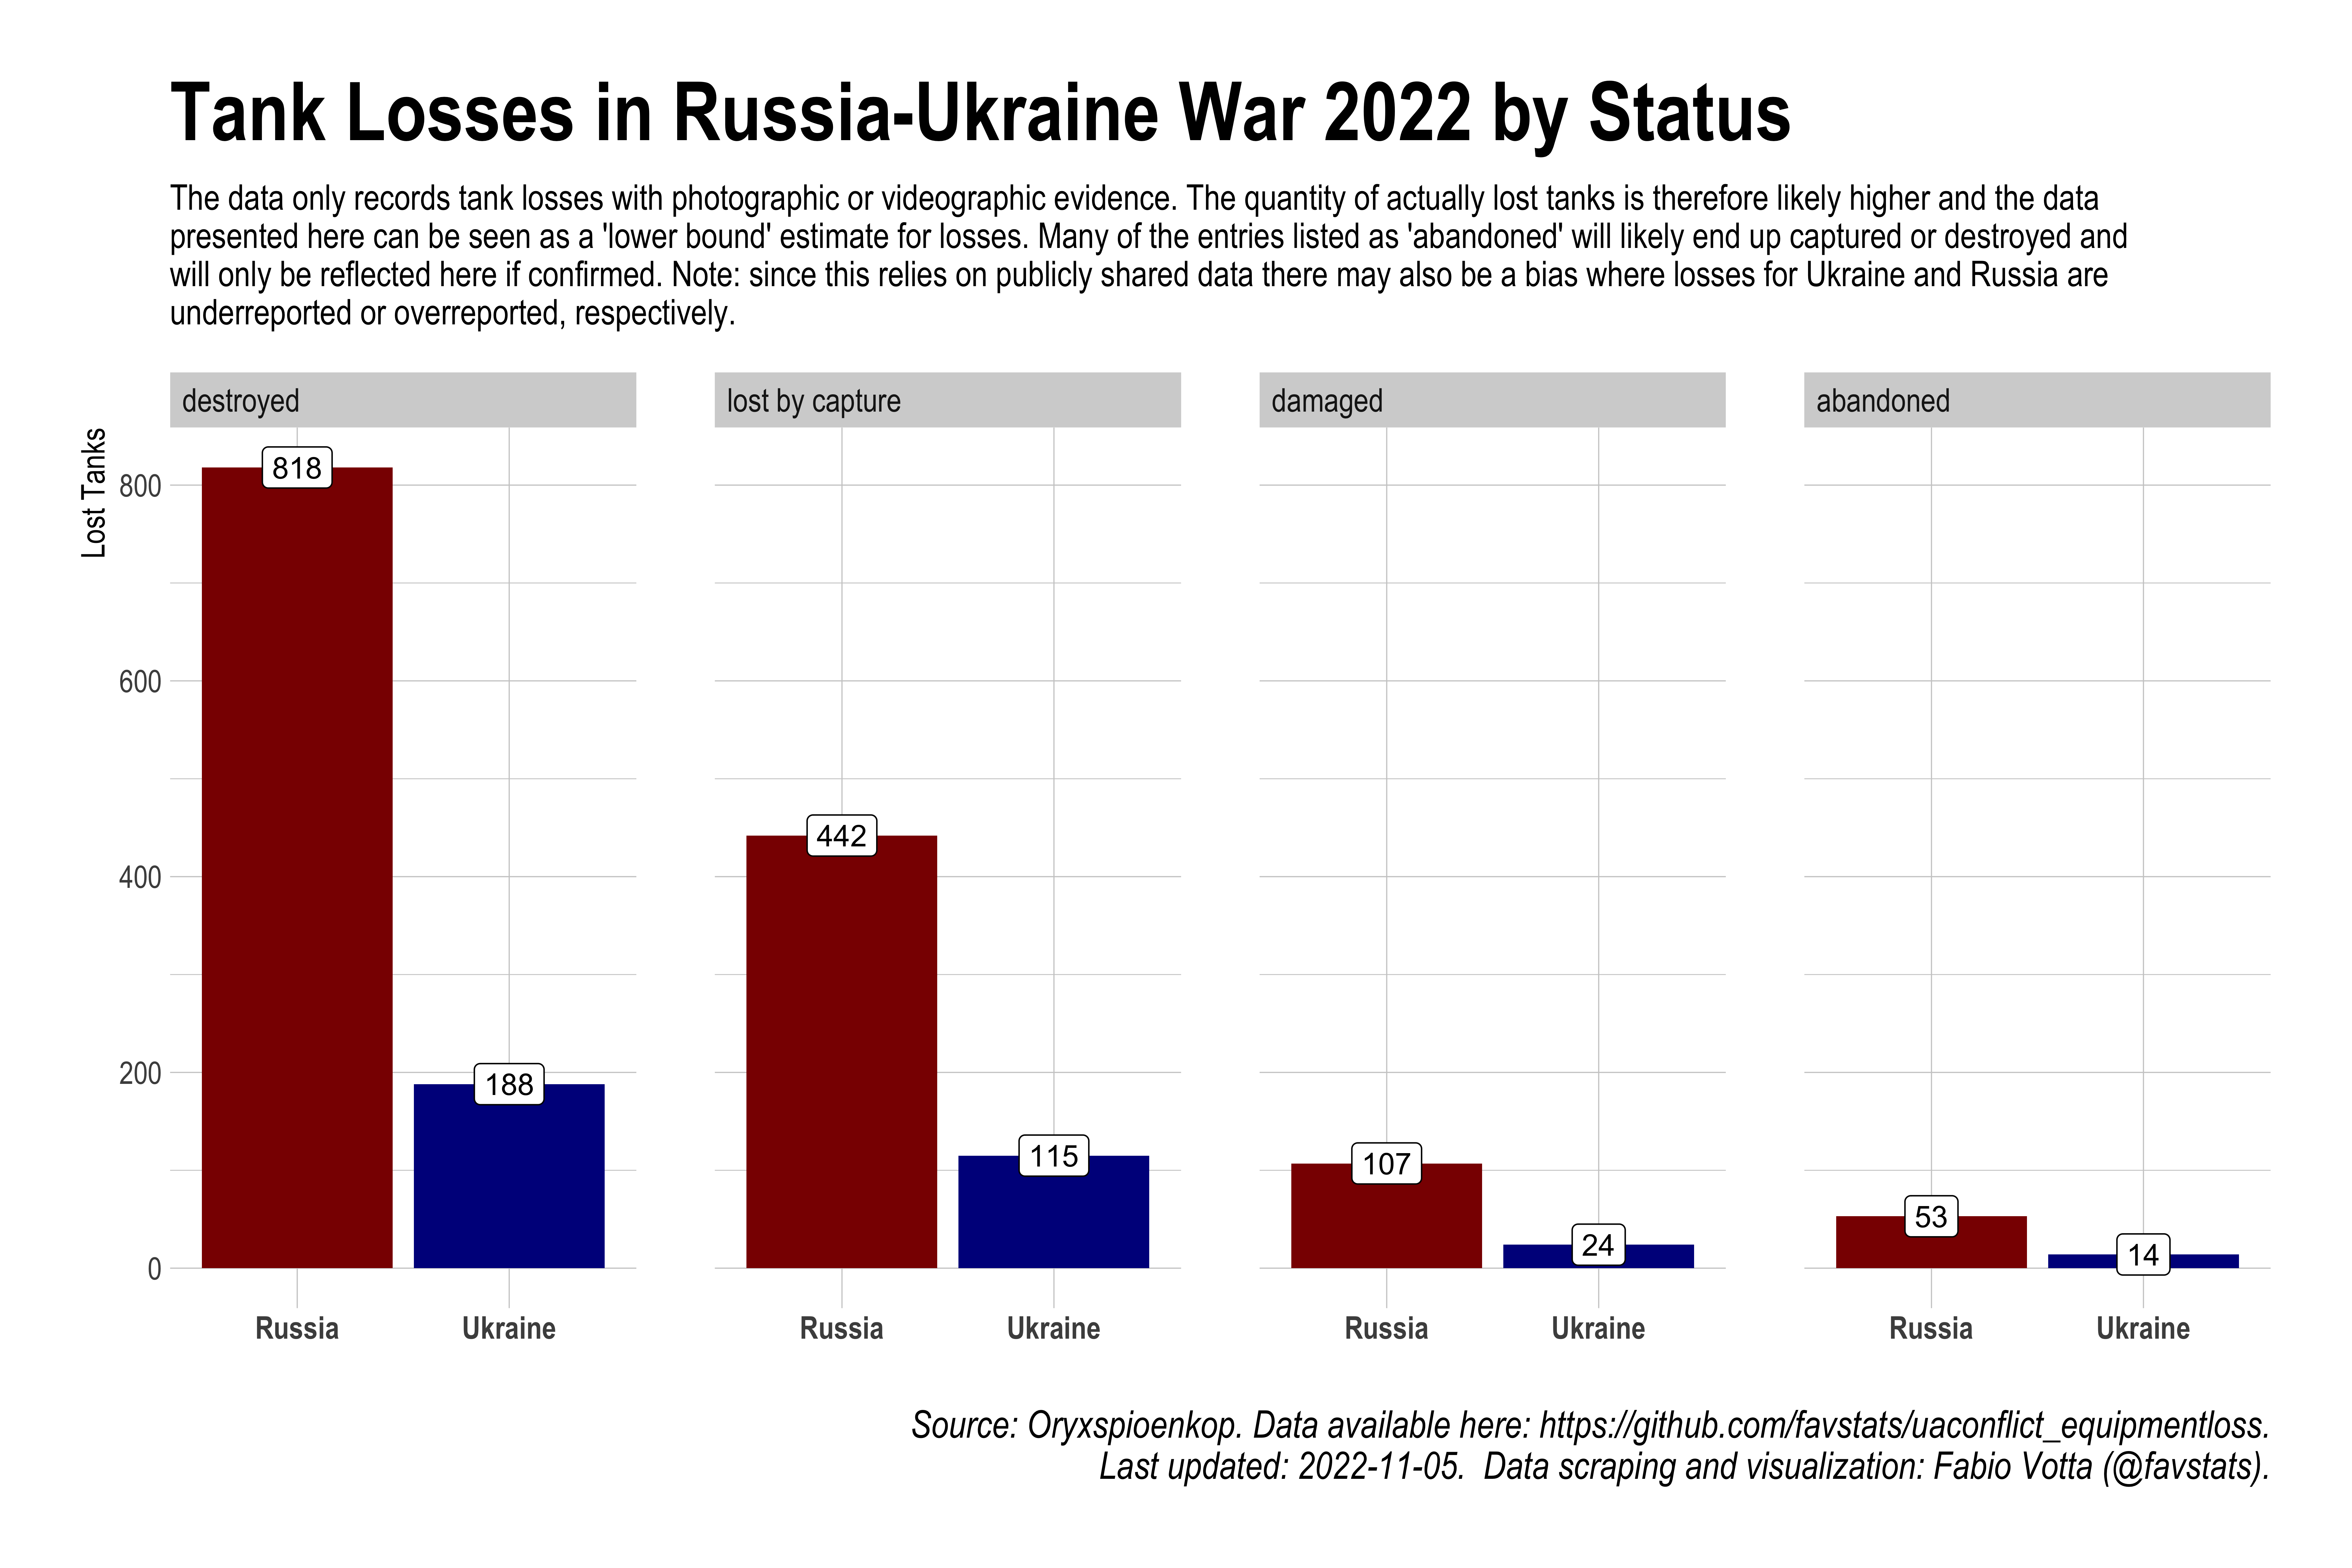 Tank Losses in Russia-Ukraine War 2022 by Status
The data only records tank losses with photographic or videographic evidence. The quantity of actually lost tanks is therefore likely higher and the data
presented here can be seen as a 'lower bound' estimate for losses. Many of the entries listed as 'abandoned' will likely end up captured or destroyed and
will only be reflected here if confirmed. Note: since this relies on publicly shared data there may also be a bias where losses for Ukraine and Russia are
underreported or overreported, respectively.
destroyed
lost by capture
damaged
abandoned
Lost Tanks
800
600
400
200
0
818
188
442
115
107
24
53
14
Russia
Ukraine
Russia
Ukraine
Russia
Ukraine
Russia
Ukraine
Source: Oryxspioenkop. Data available here: https://github.com/favstats/uaconflict_equipmentloss.
Last updated: 2022-11-05.  Data scraping and visualization: Fabio Votta (@favstats).